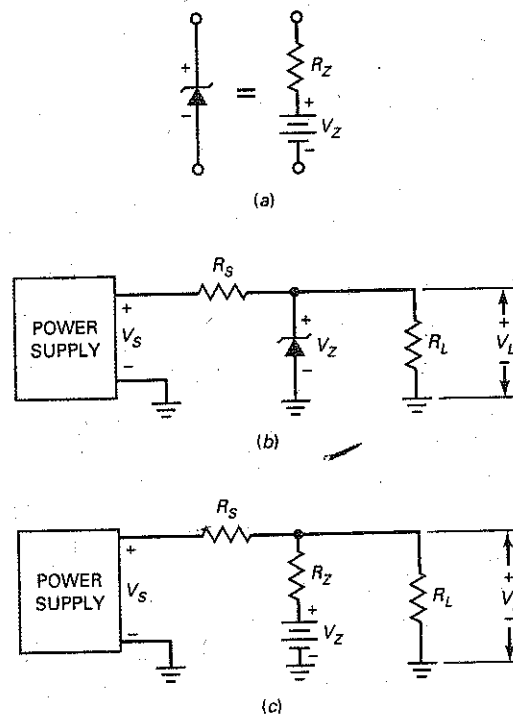 +
R_Z
=
+
−
V_Z
−
(a)
R_S
+
POWER
SUPPLY
V_S
−
+
V_Z
−
R_L
+
V_L
−
(b)
R_S
+
POWER
SUPPLY
V_S
−
R_Z
+
V_Z
−
R_L
+
−
(c)